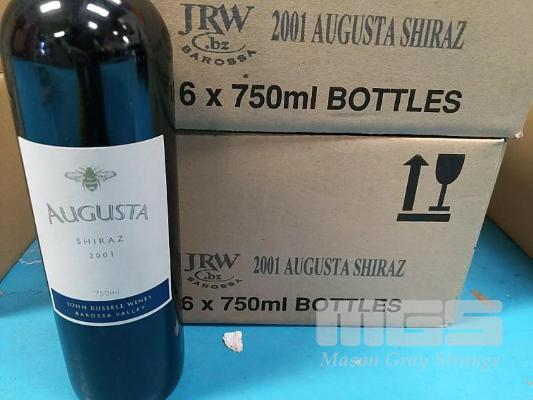 JRW
.bz
BAROSSA
2001 AUGUSTA SHIRAZ
6 x 750ml BOTTLES
AUGUSTA
SHIRAZ
2001
750ml
JOHN RUSSELL WINES
BAROSSA VALLEY
JRW
.bz
BAROSSA
2001 AUGUSTA SHIRAZ
6 x 750ml BOTTLES
MGS
Mason Gray Strange